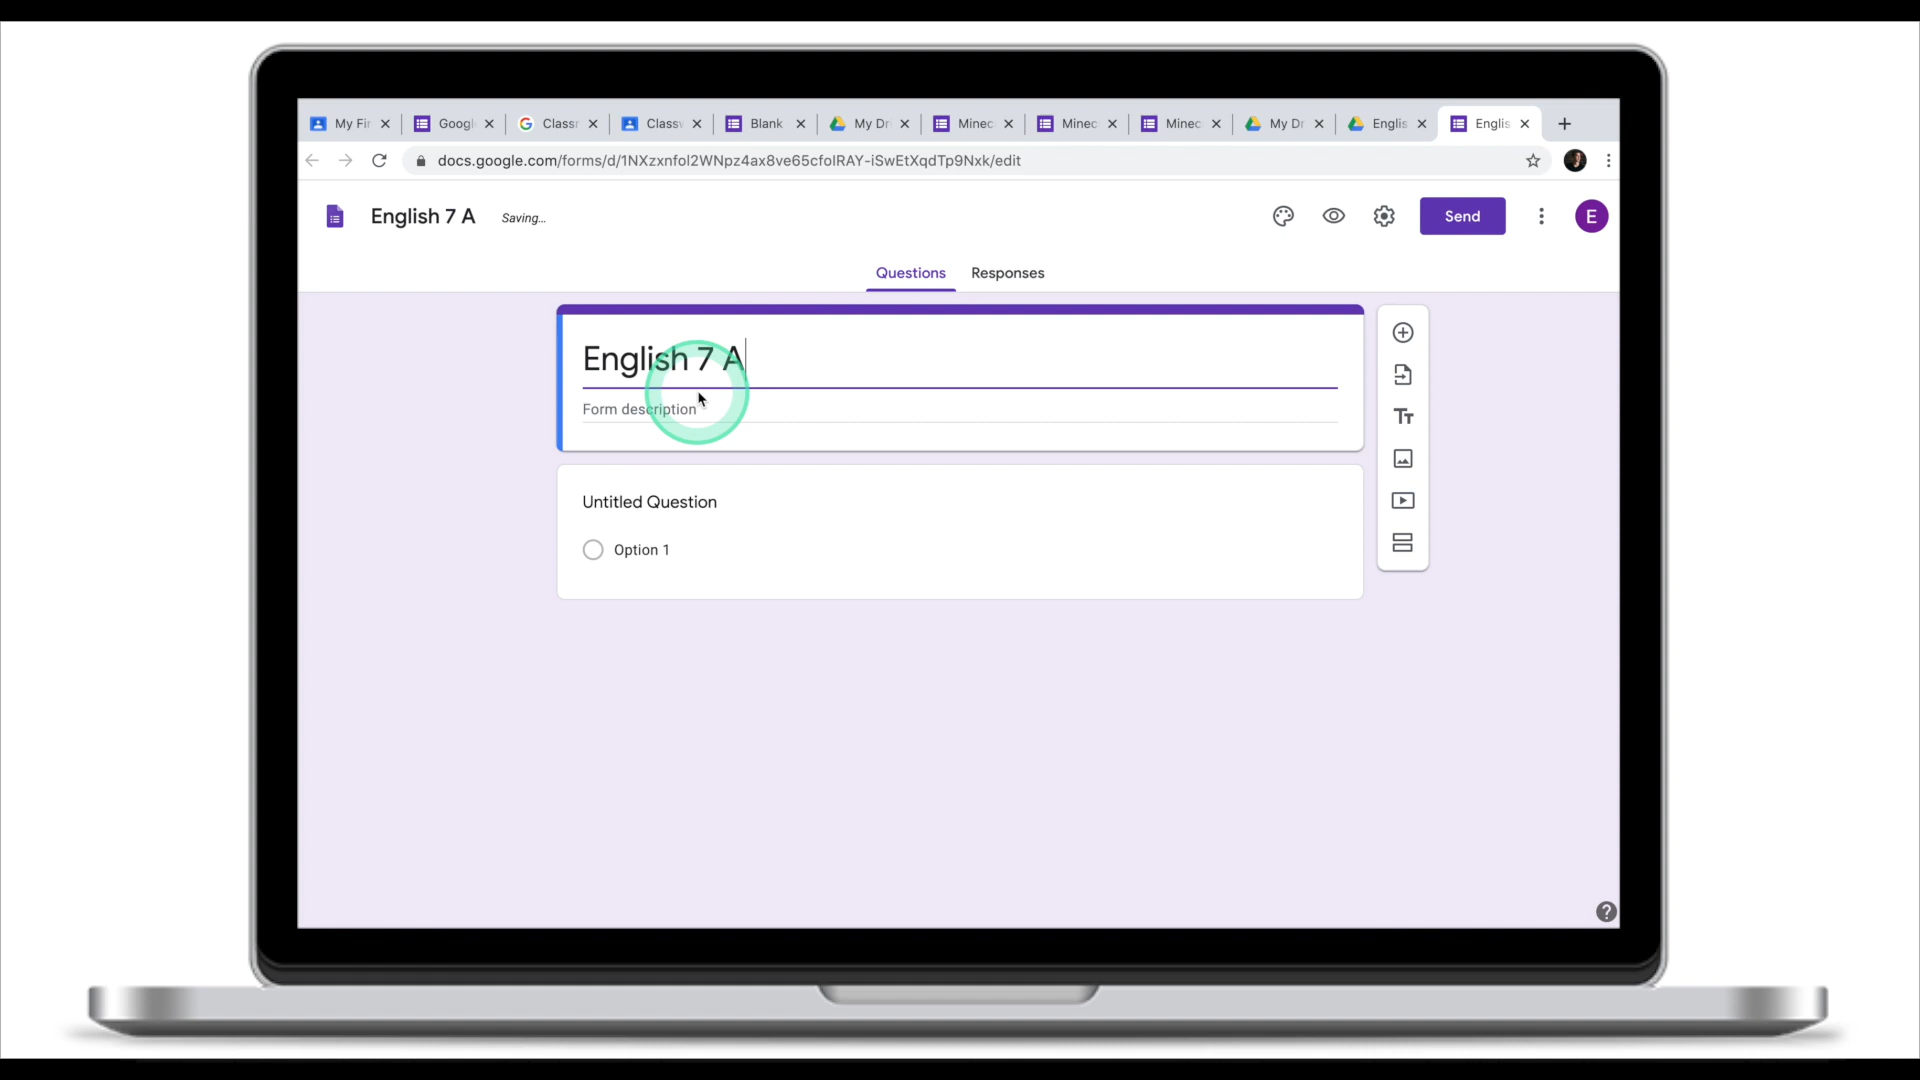 My Fir
Googl
Classr
Classw
Blank
My Dr
Minec
Minec
Minec
My Dr
Englis
Englis
docs.google.com/forms/d/1NXzxnfol2WNpz4ax8ve65cfolRAY-iSwEtXqdTp9Nxk/edit
English 7 A
Saving...
Send
E
Questions
Responses
English 7 A
Form description
Untitled Question
Option 1